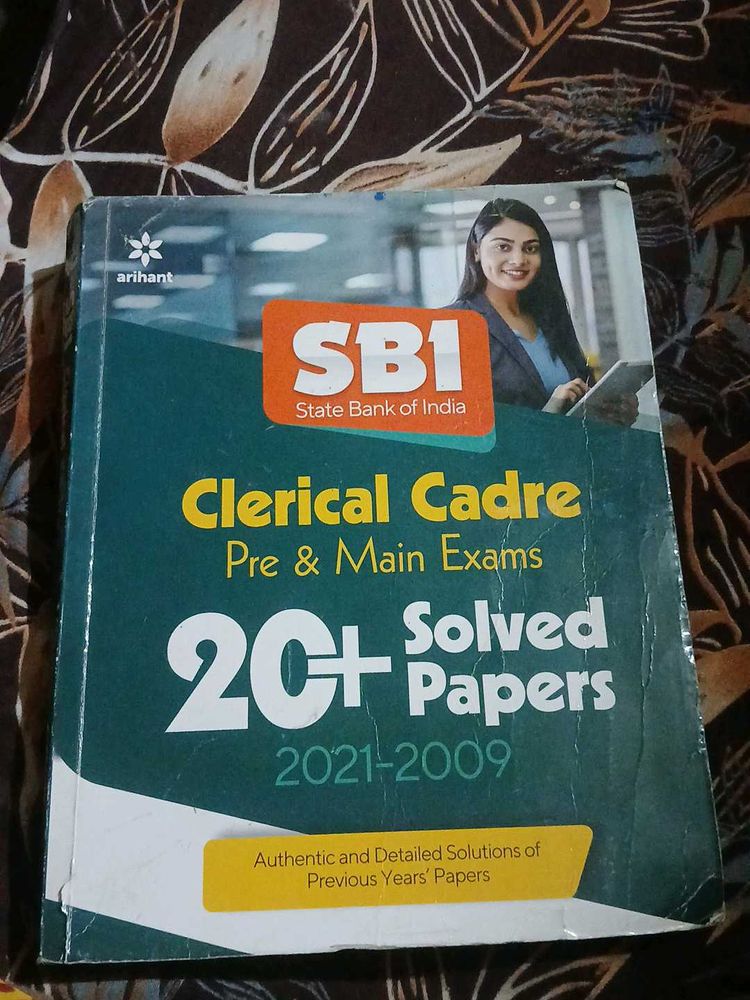 arihant
SBI
State Bank of India
Clerical Cadre
Pre & Main Exams
20+ Solved
Papers
2021-2009
Authentic and Detailed Solutions of
Previous Years' Papers